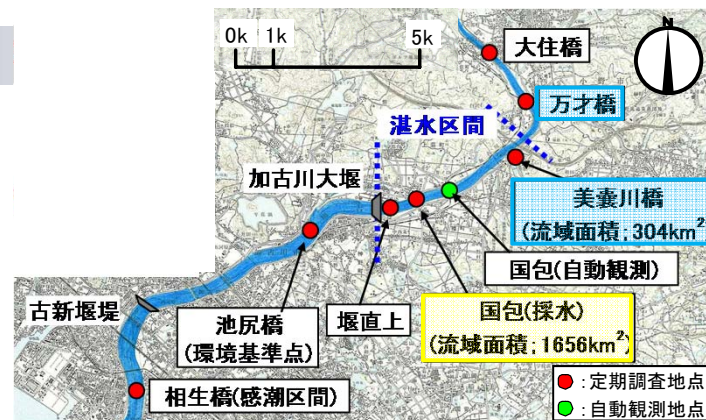 0k 1k 5k
N
大住橋
万才橋
湛水区間
加古川大堰
美嚢川橋
(流域面積;304km²)
国包(自動観測)
古新堰堤
池尻橋
(環境基準点)
堰直上
国包(採水)
(流域面積;1656km²)
相生橋(感潮区間)
:定期調査地点
:自動観測地点